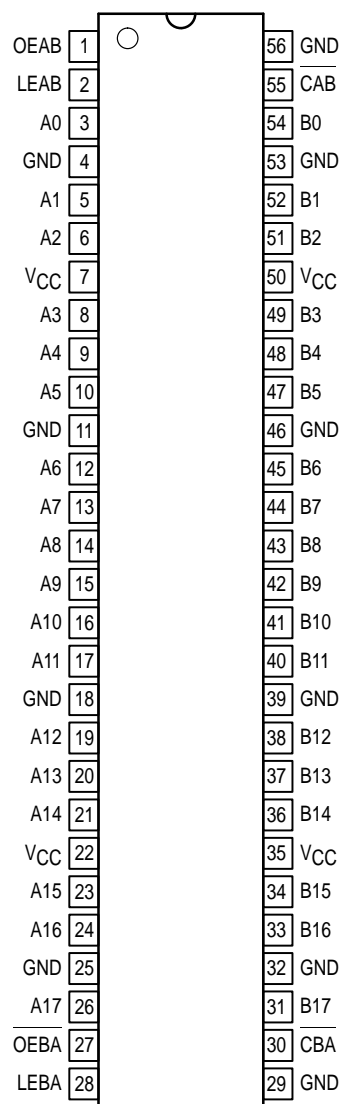 OEAB 1 56 GND
LEAB 2 55 C̅A̅B̅
A0 3 54 B0
GND 4 53 GND
A1 5 52 B1
A2 6 51 B2
VCC 7 50 VCC
A3 8 49 B3
A4 9 48 B4
A5 10 47 B5
GND 11 46 GND
A6 12 45 B6
A7 13 44 B7
A8 14 43 B8
A9 15 42 B9
A10 16 41 B10
A11 17 40 B11
GND 18 39 GND
A12 19 38 B12
A13 20 37 B13
A14 21 36 B14
VCC 22 35 VCC
A15 23 34 B15
A16 24 33 B16
GND 25 32 GND
A17 26 31 B17
O̅E̅B̅A̅ 27 30 C̅B̅A̅
LEBA 28 29 GND